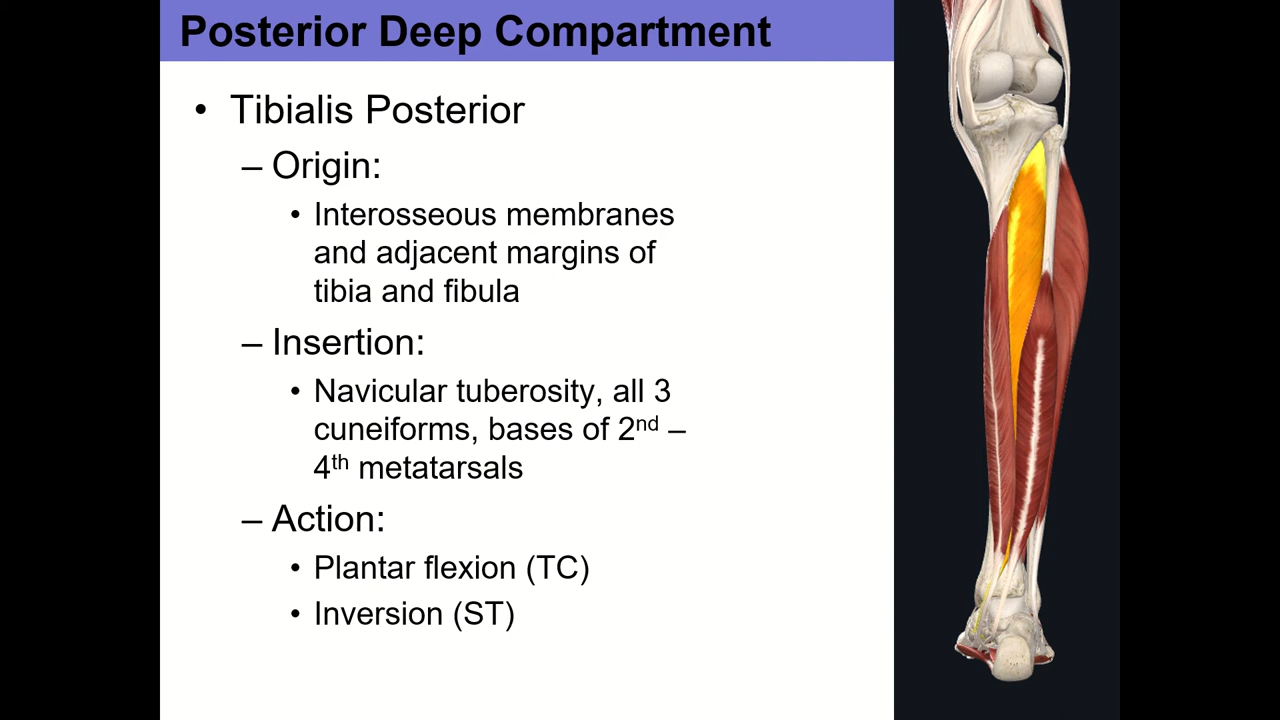 Posterior Deep Compartment
• Tibialis Posterior
– Origin:
• Interosseous membranes
and adjacent margins of
tibia and fibula
– Insertion:
• Navicular tuberosity, all 3
cuneiforms, bases of 2nd –
4th metatarsals
– Action:
• Plantar flexion (TC)
• Inversion (ST)